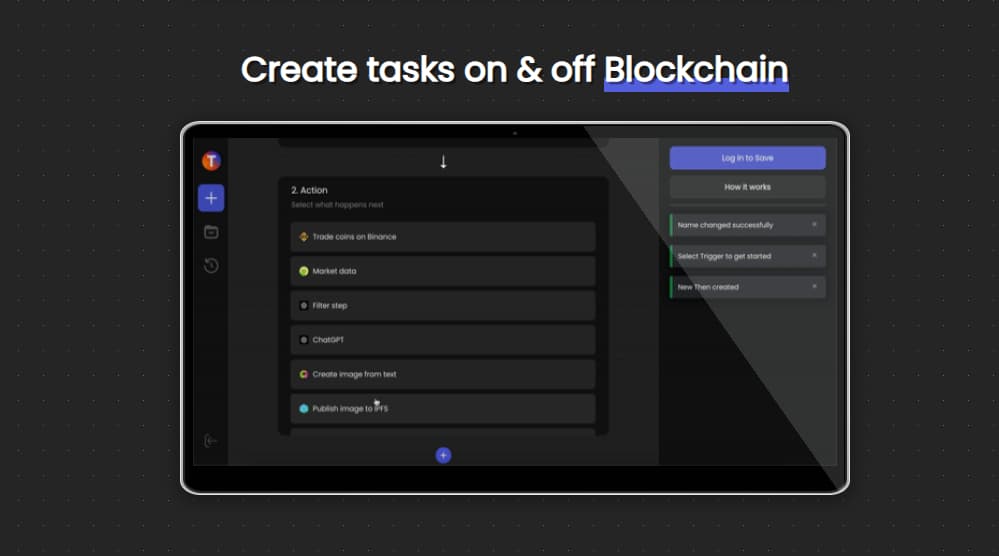 Create tasks on & off Blockchain
T
Log in to Save
How it works
2. Action
Select what happens next
Trade coins on Binance
Market data
Filter step
ChatGPT
Create image from text
Publish image to IPFS
Name changed successfully
Select Trigger to get started
New Then created